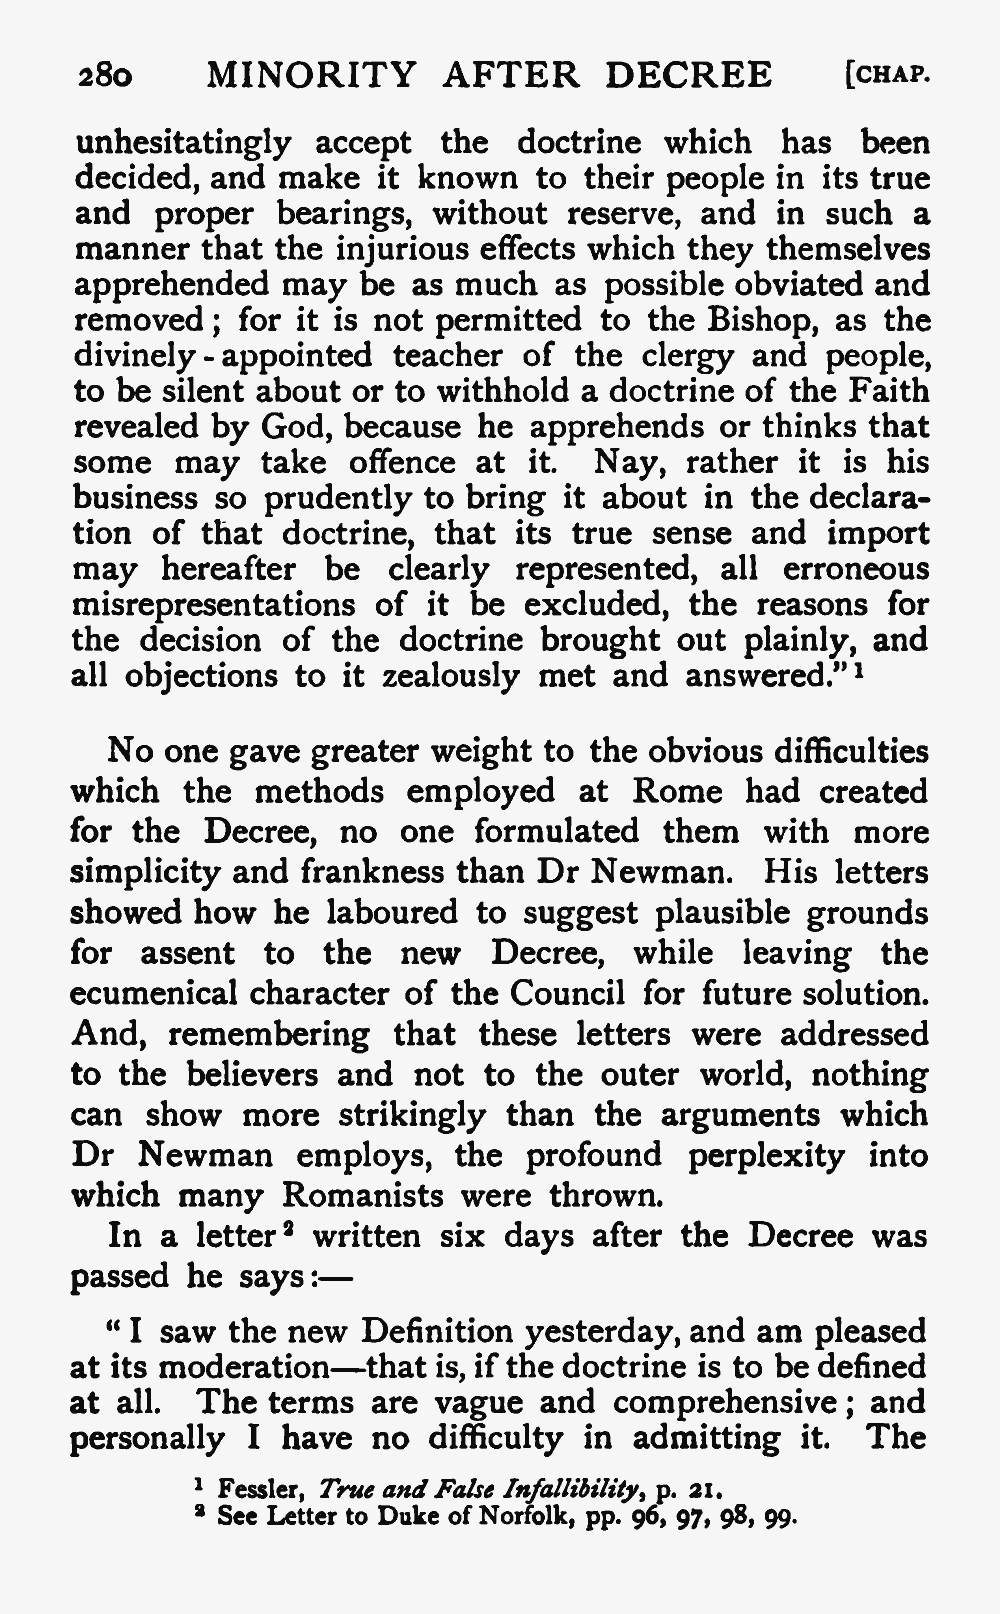 280 MINORITY AFTER DECREE [CHAP.
unhesitatingly accept the doctrine which has been
decided, and make it known to their people in its true
and proper bearings, without reserve, and in such a
manner that the injurious effects which they themselves
apprehended may be as much as possible obviated and
removed; for it is not permitted to the Bishop, as the
divinely-appointed teacher of the clergy and people,
to be silent about or to withhold a doctrine of the Faith
revealed by God, because he apprehends or thinks that
some may take offence at it. Nay, rather it is his
business so prudently to bring it about in the declara-
tion of that doctrine, that its true sense and import
may hereafter be clearly represented, all erroneous
misrepresentations of it be excluded, the reasons for
the decision of the doctrine brought out plainly, and
all objections to it zealously met and answered."¹
No one gave greater weight to the obvious difficulties
which the methods employed at Rome had created
for the Decree, no one formulated them with more
simplicity and frankness than Dr Newman. His letters
showed how he laboured to suggest plausible grounds
for assent to the new Decree, while leaving the
ecumenical character of the Council for future solution.
And, remembering that these letters were addressed
to the believers and not to the outer world, nothing
can show more strikingly than the arguments which
Dr Newman employs, the profound perplexity into
which many Romanists were thrown.
In a letter² written six days after the Decree was
passed he says:—
"I saw the new Definition yesterday, and am pleased
at its moderation—that is, if the doctrine is to be defined
at all. The terms are vague and comprehensive; and
personally I have no difficulty in admitting it. The
¹ Fessler, True and False Infallibility, p. 21.
² See Letter to Duke of Norfolk, pp. 96, 97, 98, 99.